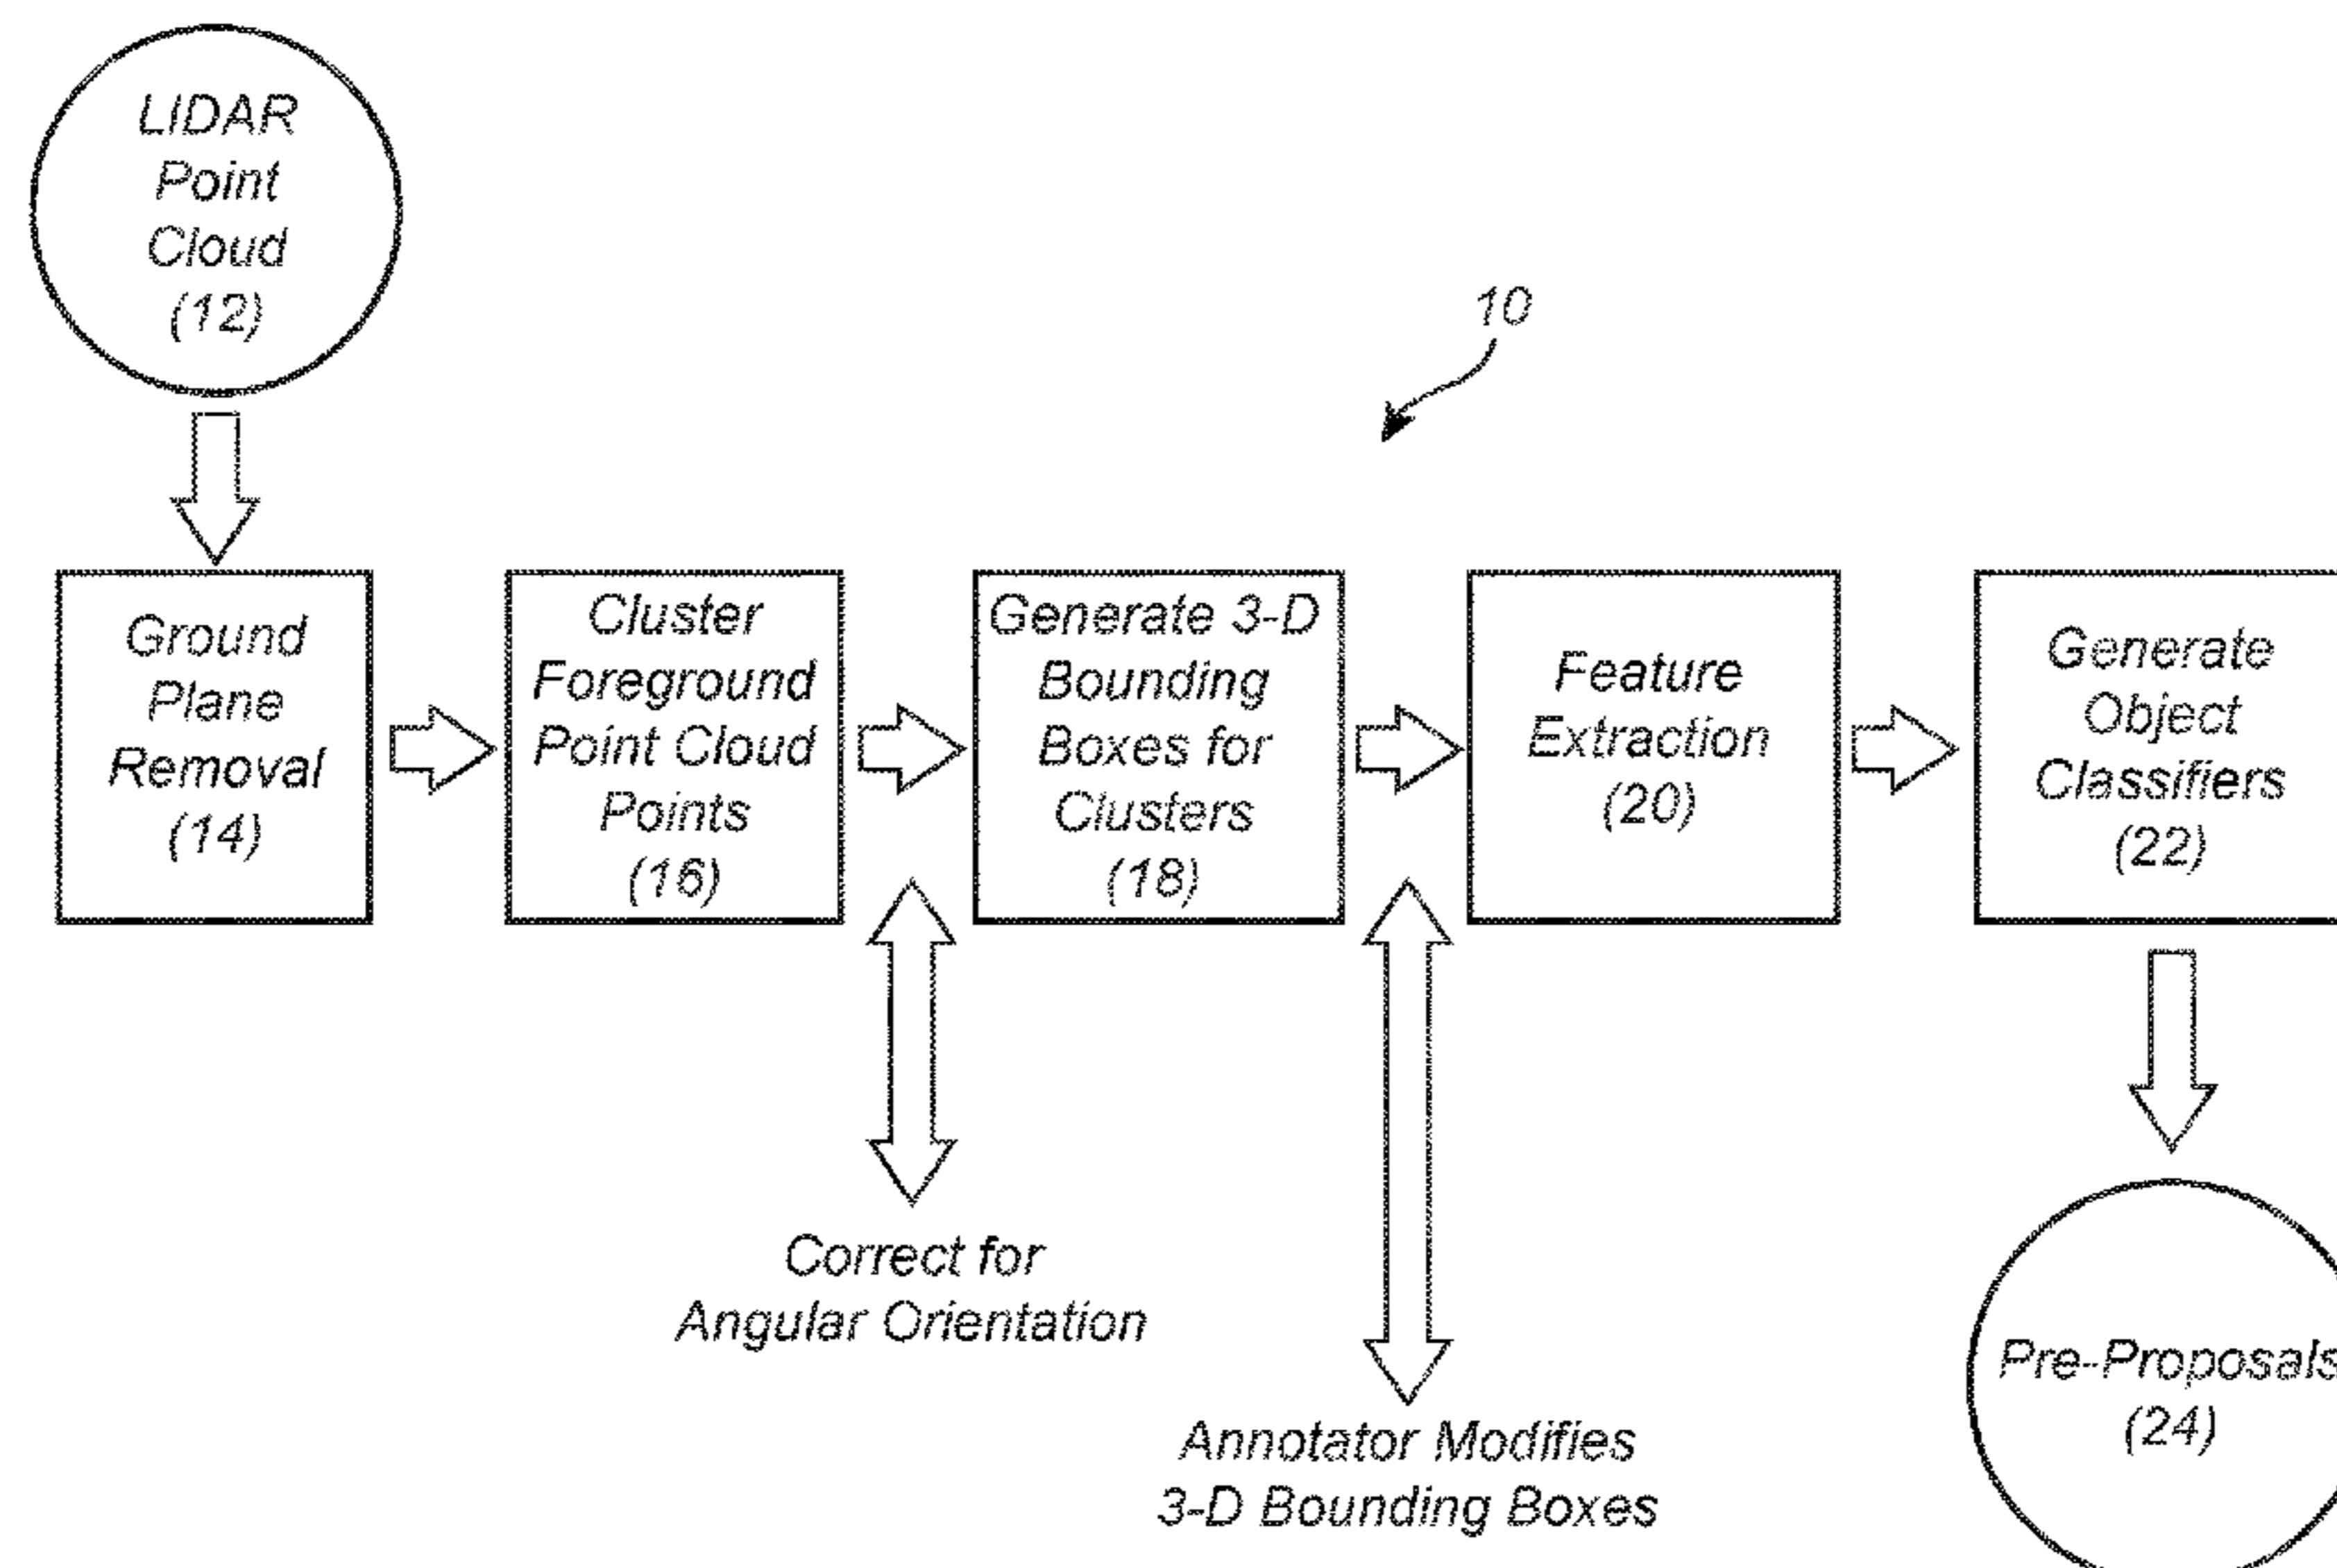 LIDAR
Point
Cloud
(12)
10
Ground
Plane
Removal
(14)
Cluster
Foreground
Point Cloud
Points
(16)
Generate 3-D
Bounding
Boxes for
Clusters
(18)
Feature
Extraction
(20)
Generate
Object
Classifiers
(22)
Correct for
Angular Orientation
Annotator Modifies
3-D Bounding Boxes
Pre-Proposals
(24)